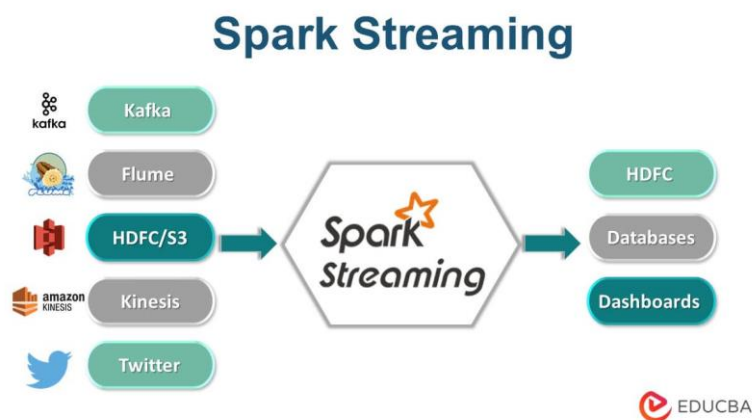 Spark Streaming
kafka
Kafka
Flume
HDFC/S3
amazon
KINESIS
Kinesis
Twitter
Spark
Streaming
HDFC
Databases
Dashboards
EDUCBA